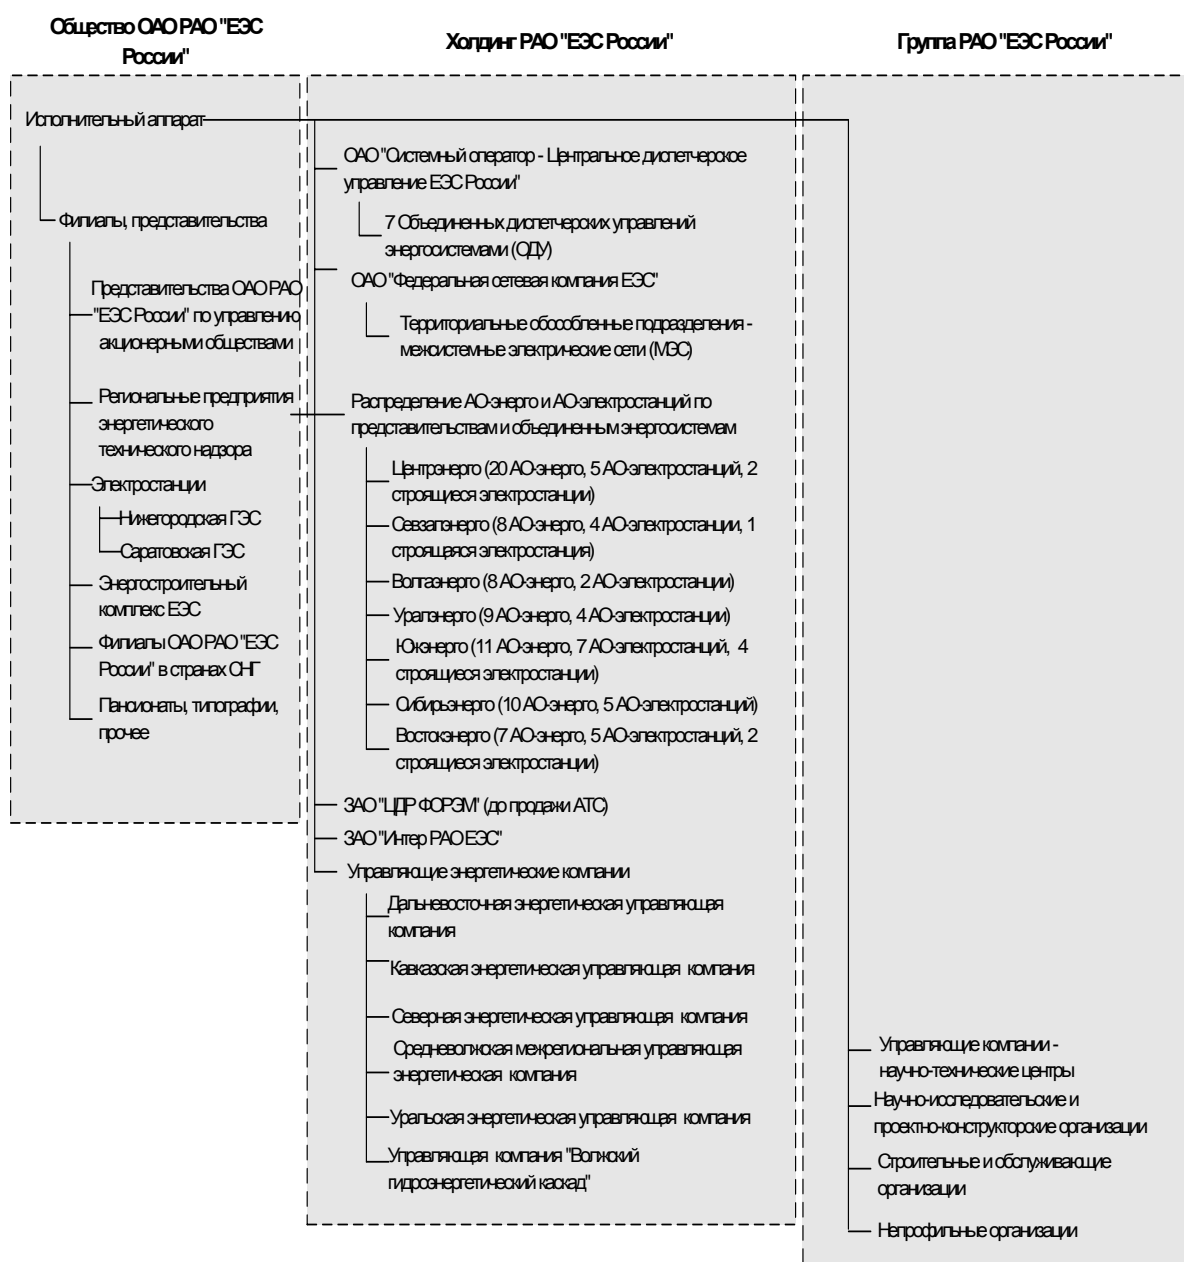 Общество ОАО РАО "ЕЭС
России"
Исполнительный аппарат
Филиалы, представительства
Представительства ОАО РАО
"ЕЭС России" по управлению
акционерными обществами
Региональные предприятия
энергетического
технического надзора
Электростанции
Нижегородская ГЭС
Саратовская ГЭС
Энергостроительный
комплекс ЕЭС
Филиалы ОАО РАО "ЕЭС
России" в странах СНГ
Пансионаты, типографии,
прочее
Холдинг РАО "ЕЭС России"
ОАО "Системный оператор - Центральное диспетчерское
управление ЕЭС России"
7 Объединенных диспетчерских управлений
энергосистемами (ОДУ)
ОАО "Федеральная сетевая компания ЕЭС"
Территориальные обособленные подразделения -
межсистемные электрические сети (МЭС)
Распределение АО-энерго и АО-электростанций по
представительствам и объединенным энергосистемам
Центрэнерго (20 АО-энерго, 5 АО-электростанций, 2
строящиеся электростанции)
Севзапэнерго (8 АО-энерго, 4 АО-электростанции, 1
строящаяся электростанция)
Волгаэнерго (8 АО-энерго, 2 АО-электростанции)
Уралэнерго (9 АО-энерго, 4 АО-электростанции)
Южэнерго (11 АО-энерго, 7 АО-электростанций, 4
строящиеся электростанции)
Сибирьэнерго (10 АО-энерго, 5 АО-электростанций)
Востокэнерго (7 АО-энерго, 5 АО-электростанций, 2
строящиеся электростанции)
ЗАО "ЦДР ФОРЭМ" (до продажи АТС)
ЗАО "Интер РАО ЕЭС"
Управляющие энергетические компании
Дальневосточная энергетическая управляющая
компания
Кавказская энергетическая управляющая компания
Северная энергетическая управляющая компания
Средневолжская межрегиональная управляющая
энергетическая компания
Уральская энергетическая управляющая компания
Управляющая компания "Волжский
гидроэнергетический каскад"
Группа РАО "ЕЭС России"
Управляющие компании -
научно-технические центры
Научно-исследовательские и
проектно-конструкторские организации
Строительные и обслуживающие
организации
Непрофильные организации